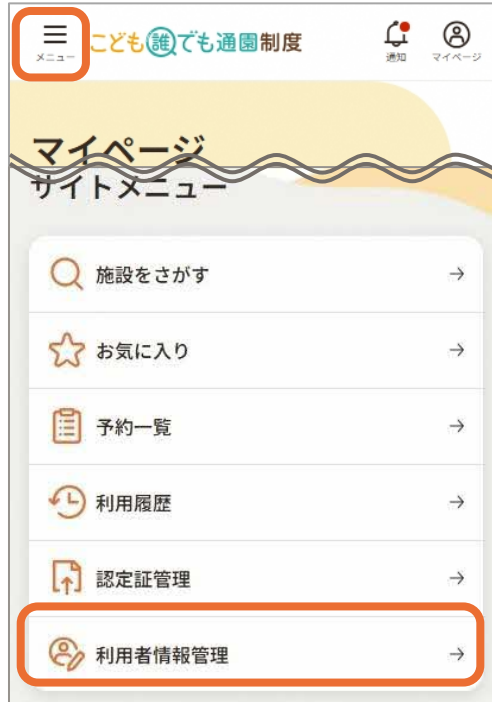 メニュー
こども誰でも通園制度
通知
マイページ
マイページ
サイトメニュー
施設をさがす
お気に入り
予約一覧
利用履歴
認定証管理
利用者情報管理